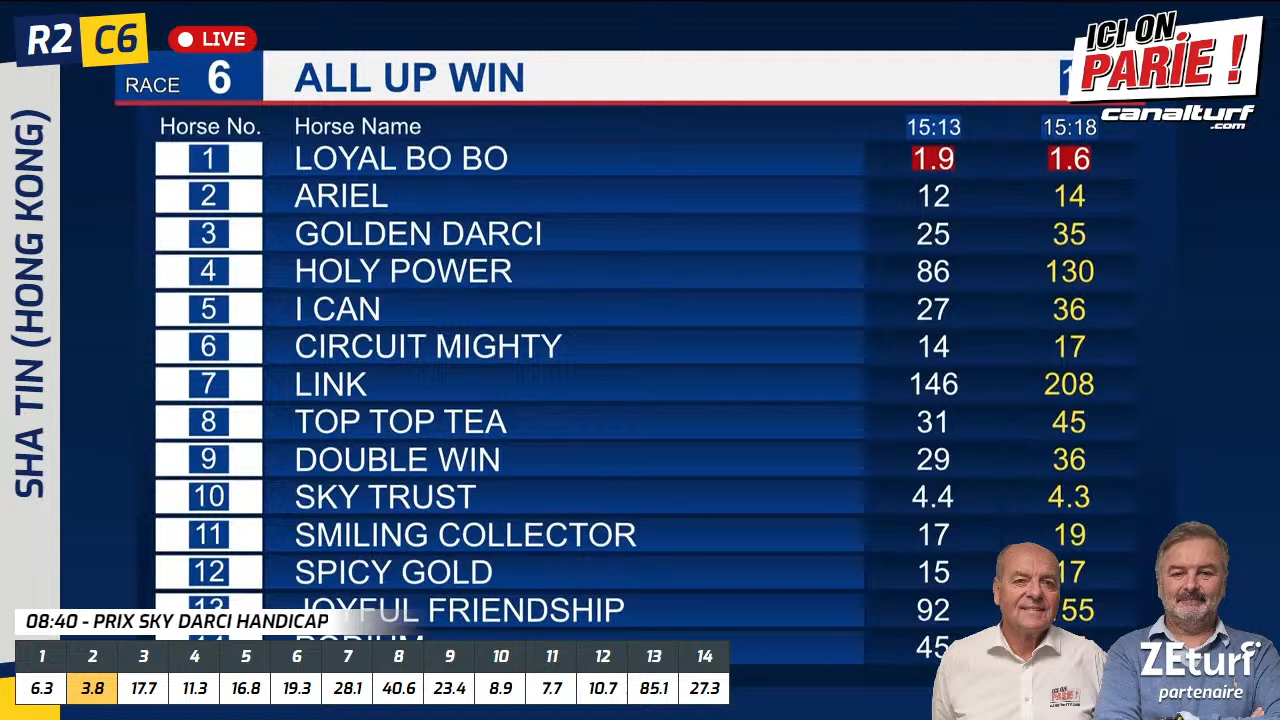 R2 C6
LIVE
ICI ON
PARIE !
canalturf
.com
SHA TIN (HONG KONG)
RACE 6 ALL UP WIN
Horse No. Horse Name 15:13 15:18
1 LOYAL BO BO 1.9 1.6
2 ARIEL 12 14
3 GOLDEN DARCI 25 35
4 HOLY POWER 86 130
5 I CAN 27 36
6 CIRCUIT MIGHTY 14 17
7 LINK 146 208
8 TOP TOP TEA 31 45
9 DOUBLE WIN 29 36
10 SKY TRUST 4.4 4.3
11 SMILING COLLECTOR 17 19
12 SPICY GOLD 15 17
13 JOYFUL FRIENDSHIP 92 55
45
08:40 - PRIX SKY DARCI HANDICAP
1 2 3 4 5 6 7 8 9 10 11 12 13 14
6.3 3.8 17.7 11.3 16.8 19.3 28.1 40.6 23.4 8.9 7.7 10.7 85.1 27.3
ICI ON
PARIE !
ZEturf
partenaire